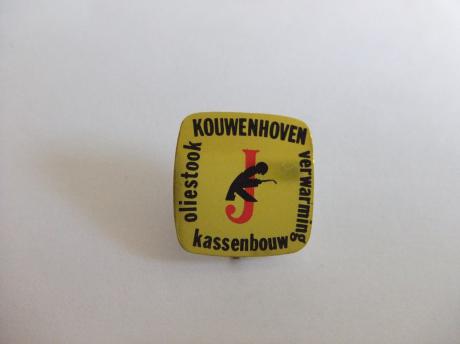 KOUWENHOVEN
oliestook
J
verwarming
kassenbouw